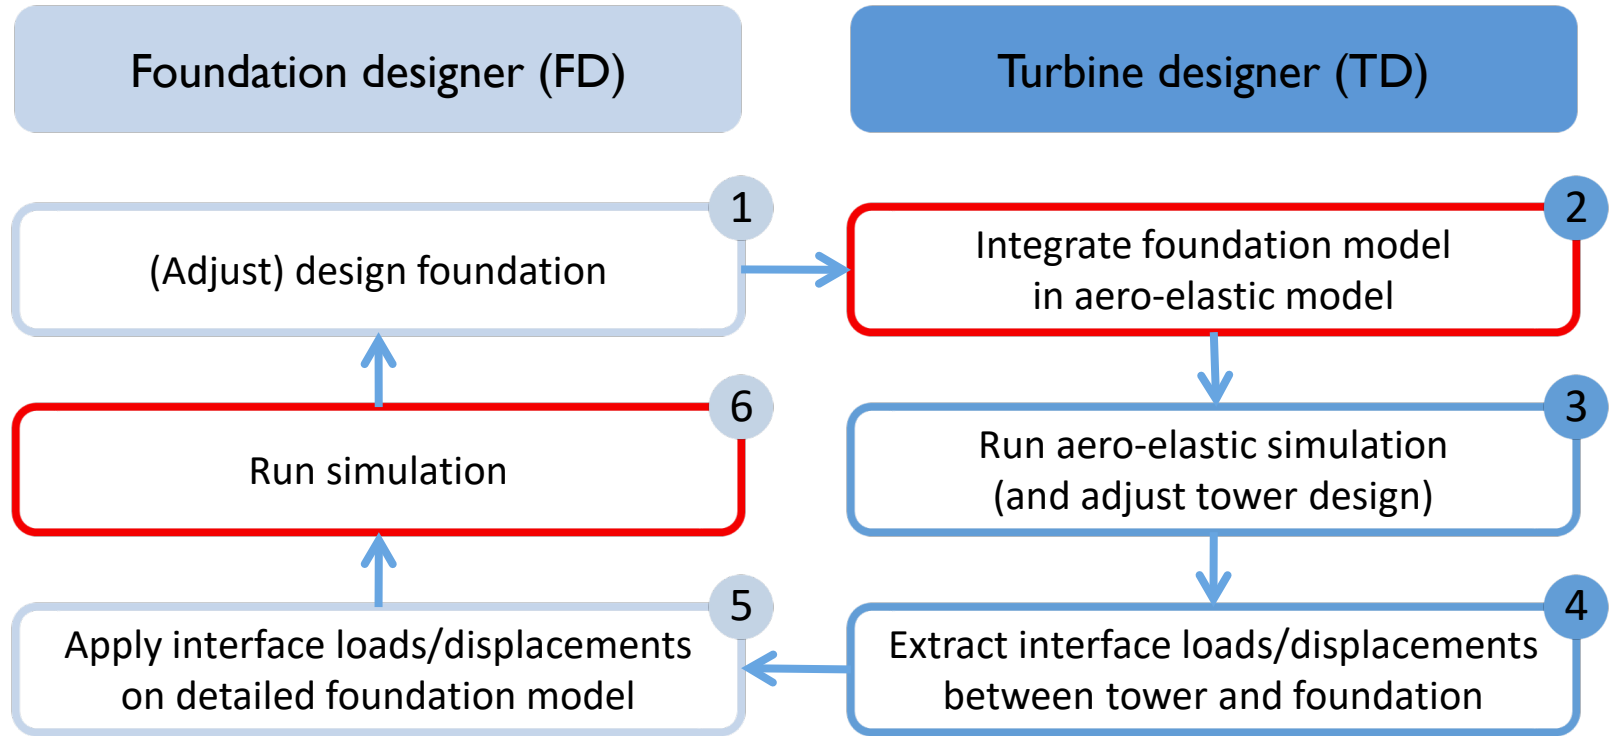 Foundation designer (FD)
Turbine designer (TD)
1
(Adjust) design foundation
2
Integrate foundation model
in aero-elastic model
6
Run simulation
3
Run aero-elastic simulation
(and adjust tower design)
5
Apply interface loads/displacements
on detailed foundation model
4
Extract interface loads/displacements
between tower and foundation